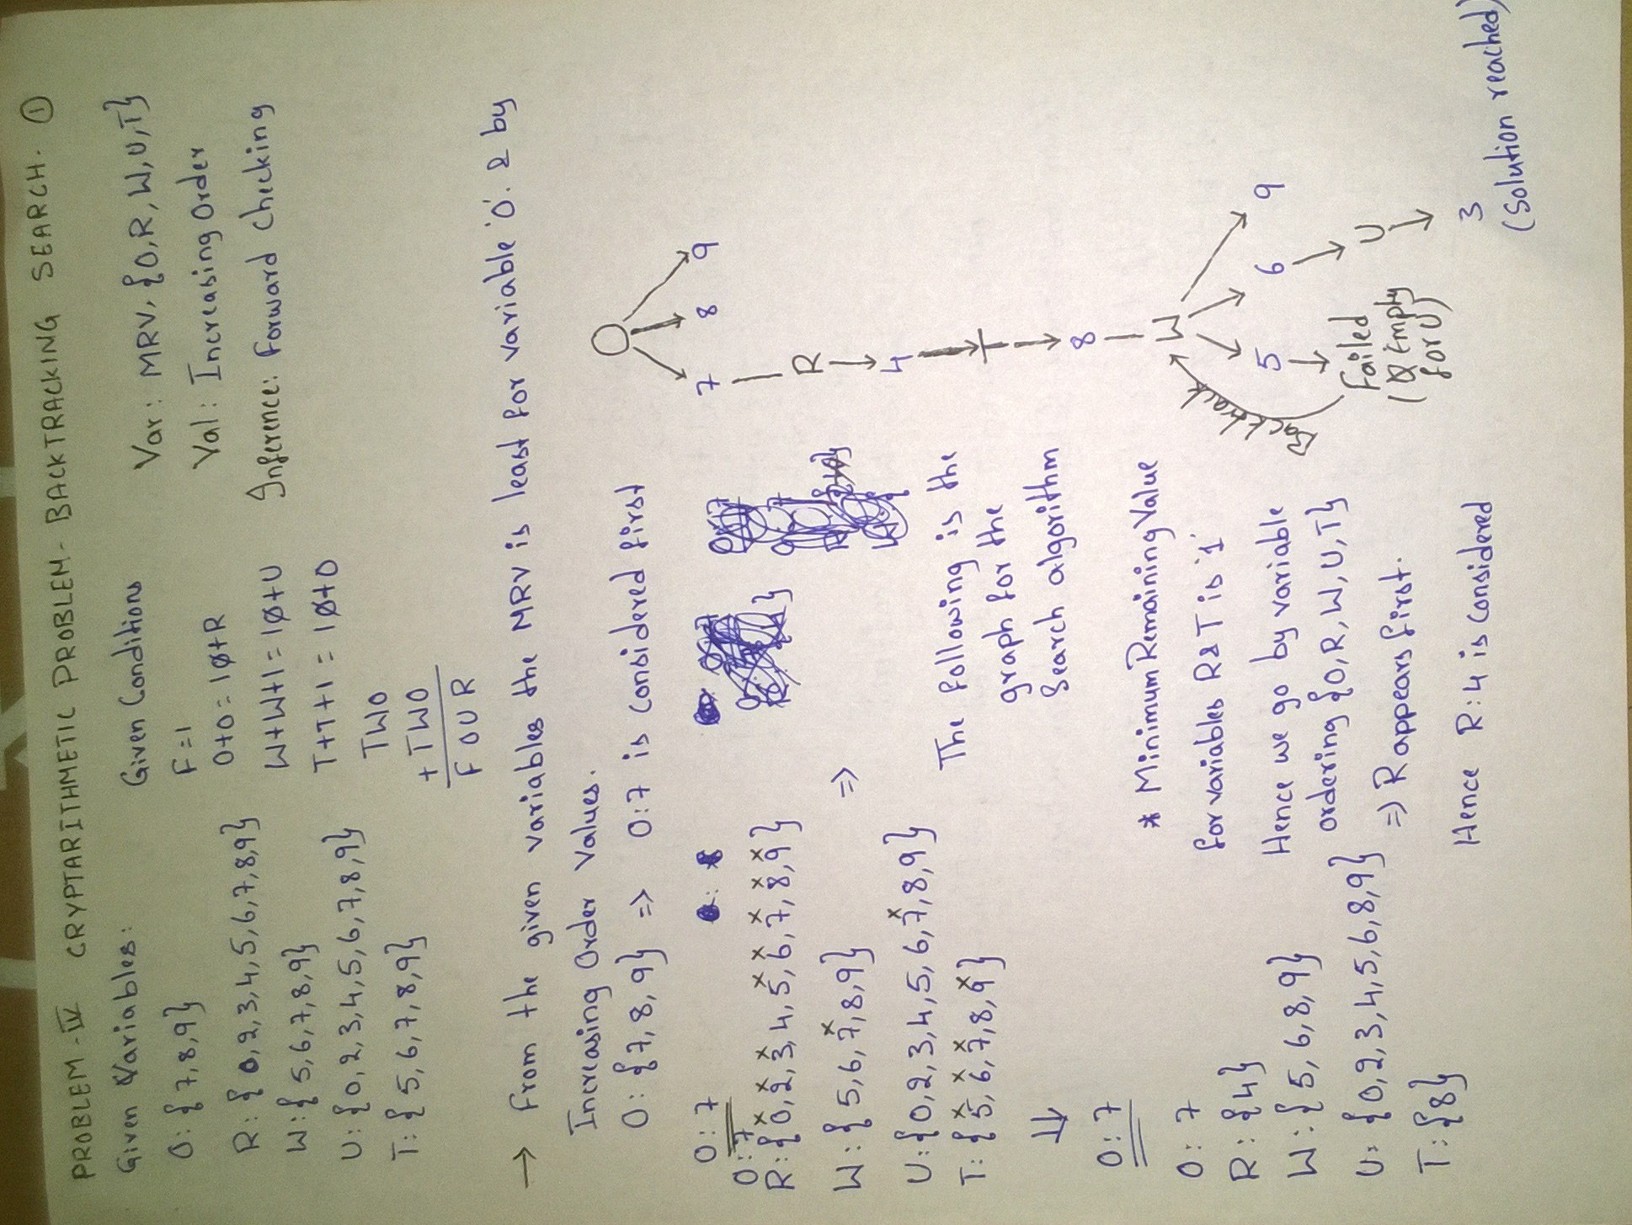 PROBLEM-IV CRYPTARITHMETIC PROBLEM - BACKTRACKING SEARCH. ①
Given Variables:
O: {7,8,9}
R: {0,2,3,4,5,6,7,8,9}
W: {5,6,7,8,9}
U: {0,2,3,4,5,6,7,8,9}
T: {5,6,7,8,9}
Given Conditions
F=1
O+O=1Ø+R
W+W+1=1Ø+U
T+T+1=1Ø+O
TWO
+TWO
FOUR
Var: MRV, {O,R,W,U,T}
Val: Increasing Order
Inference: Forward Checking
→ From the given variables the MRV is least for variable 'O'. & by
Increasing Order Values.
O: {7,8,9} => O:7 is considered first
O:7
O:7
R: {0,2,3,4,5,6,7,8,9}
W: {5,6,7,8,9} =>
U: {0,2,3,4,5,6,7,8,9}
T: {5,6,7,8,9}
⇓
O:7
O:7
R: {4}
W: {5,6,8,9}
U: {0,2,3,4,5,6,8,9}
T: {8}
The following is the
graph for the
Search algorithm
* Minimum Remaining Value
for variables R & T is '1'
Hence we go by variable
ordering {O,R,W,U,T}
=> R appears first.
Hence R:4 is considered
O
7 8 9
R
4
T
8
W
Backtrack
5 6 9
Failed
(Ø Empty
for U)
U
3
(Solution reached)